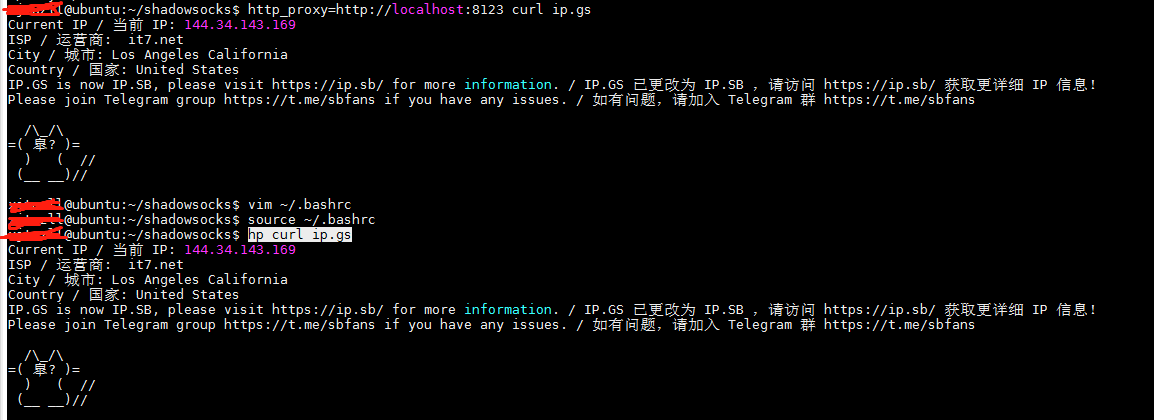 @ubuntu:~/shadowsocks$ http_proxy=http://localhost:8123 curl ip.gs
Current IP / 当前 IP: 144.34.143.169
ISP / 运营商:  it7.net
City / 城市: Los Angeles California
Country / 国家: United States
IP.GS is now IP.SB, please visit https://ip.sb/ for more information. / IP.GS 已更改为 IP.SB ，请访问 https://ip.sb/ 获取更详细 IP 信息！
Please join Telegram group https://t.me/sbfans if you have any issues. / 如有问题，请加入 Telegram 群 https://t.me/sbfans
  /\_/\
=( 皋? )=
  )   (  //
 (__ __)//
@ubuntu:~/shadowsocks$ vim ~/.bashrc
@ubuntu:~/shadowsocks$ source ~/.bashrc
@ubuntu:~/shadowsocks$ hp curl ip.gs
Current IP / 当前 IP: 144.34.143.169
ISP / 运营商:  it7.net
City / 城市: Los Angeles California
Country / 国家: United States
IP.GS is now IP.SB, please visit https://ip.sb/ for more information. / IP.GS 已更改为 IP.SB ，请访问 https://ip.sb/ 获取更详细 IP 信息！
Please join Telegram group https://t.me/sbfans if you have any issues. / 如有问题，请加入 Telegram 群 https://t.me/sbfans
  /\_/\
=( 皋? )=
  )   (  //
 (__ __)//